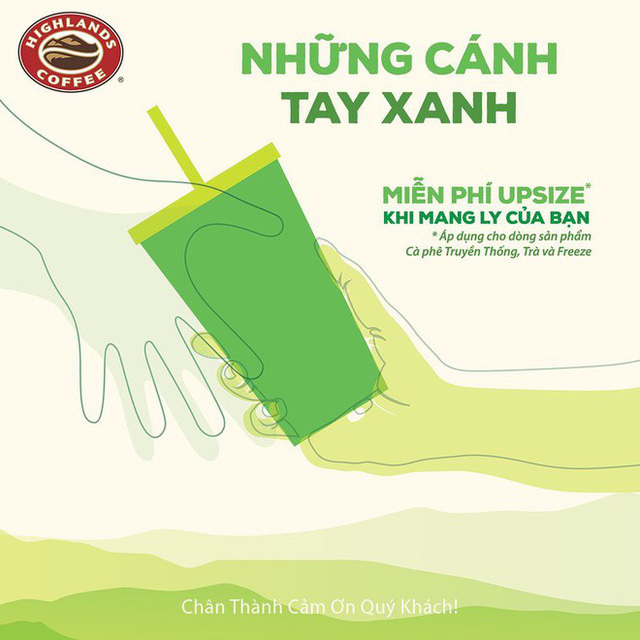 HIGHLANDS
COFFEE
®
NHỮNG CÁNH
TAY XANH
MIỄN PHÍ UPSIZE*
KHI MANG LY CỦA BẠN
* Áp dụng cho dòng sản phẩm
Cà phê Truyền Thống, Trà và Freeze
Chân Thành Cảm Ơn Quý Khách!